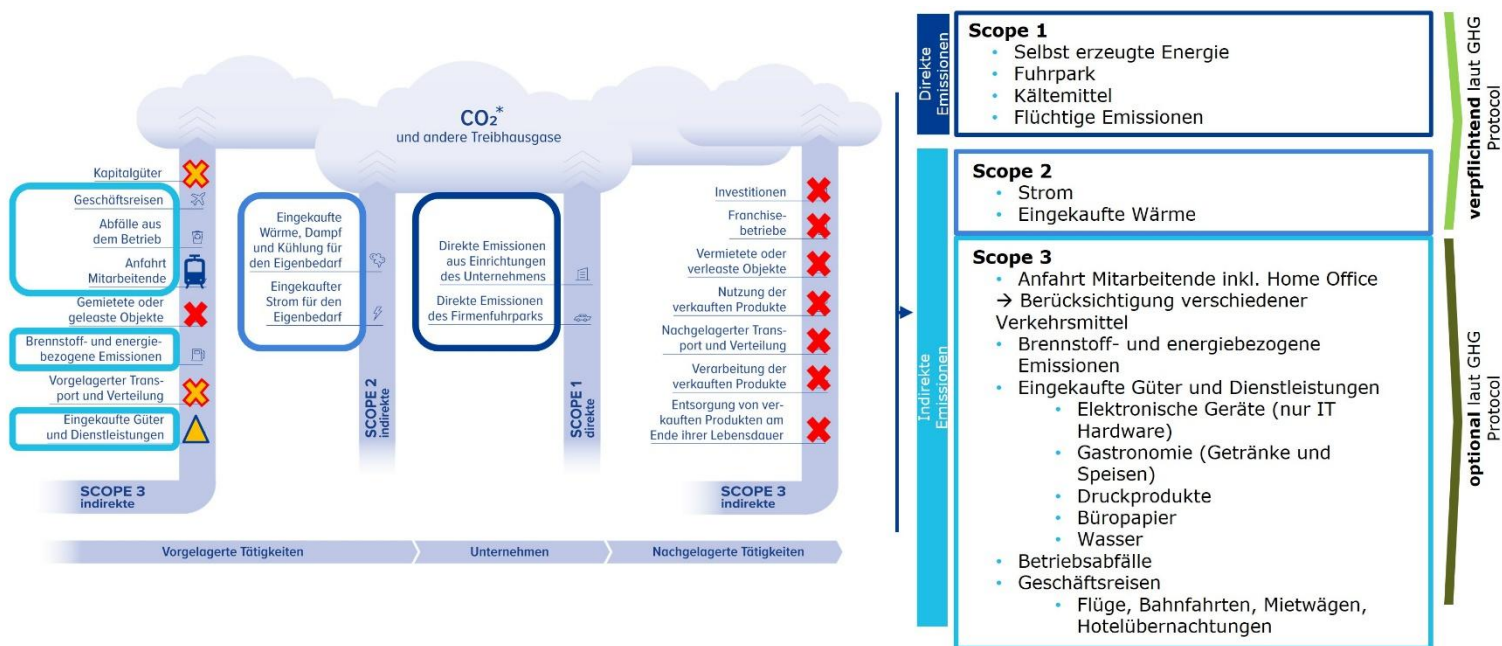 CO₂*
und andere Treibhausgase
Kapitalgüter
Geschäftsreisen
Abfälle aus
dem Betrieb
Anfahrt
Mitarbeitende
Gemietete oder
geleaste Objekte
Brennstoff- und energie-
bezogene Emissionen
Vorgelagerter Trans-
port und Verteilung
Eingekaufte Güter
und Dienstleistungen
SCOPE 3
indirekte
Eingekaufte
Wärme, Dampf
und Kühlung für
den Eigenbedarf
Eingekaufter
Strom für den
Eigenbedarf
SCOPE 2
indirekte
Direkte Emissionen
aus Einrichtungen
des Unternehmens
Direkte Emissionen
des Firmenfuhrparks
SCOPE 1
direkte
Investitionen
Franchise-
betriebe
Vermietete oder
verleaste Objekte
Nutzung der
verkauften Produkte
Nachgelagerter Trans-
port und Verteilung
Verarbeitung der
verkauften Produkte
Entsorgung von ver-
kauften Produkten am
Ende ihrer Lebensdauer
SCOPE 3
indirekte
Vorgelagerte Tätigkeiten
Unternehmen
Nachgelagerte Tätigkeiten
Direkte
Emissionen
Scope 1
• Selbst erzeugte Energie
• Fuhrpark
• Kältemittel
• Flüchtige Emissionen
Indirekte
Emissionen
Scope 2
• Strom
• Eingekaufte Wärme
Scope 3
• Anfahrt Mitarbeitende inkl. Home Office
→ Berücksichtigung verschiedener
Verkehrsmittel
• Brennstoff- und energiebezogene
Emissionen
• Eingekaufte Güter und Dienstleistungen
• Elektronische Geräte (nur IT
Hardware)
• Gastronomie (Getränke und
Speisen)
• Druckprodukte
• Büropapier
• Wasser
• Betriebsabfälle
• Geschäftsreisen
• Flüge, Bahnfahrten, Mietwägen,
Hotelübernachtungen
verpflichtend laut GHG
Protocol
optional laut GHG
Protocol